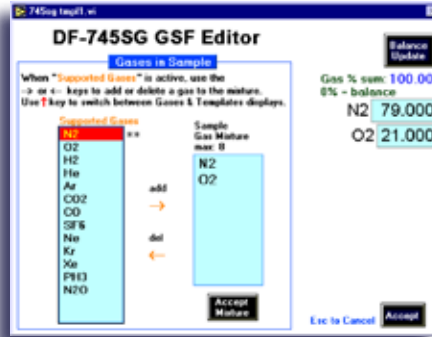 745sg tmpl1.vi
DF-745SG GSF Editor
Balance
Update
Gases in Sample
When "Supported Gases" is active, use the
-> or <- keys to add or delete a gas to the mixture.
Use ↑ key to switch between Gases & Templates displays.
Gas % sum: 100.00
0% - balance
N2 79.000
O2 21.000
Supported Gases
N2 **
O2
H2
He
Ar
CO2
CO
SF6
Ne
Kr
Xe
PH3
N2O
add
→
del
←
Sample
Gas Mixture
max: 8
N2
O2
Accept
Mixture
Esc to Cancel
Accept